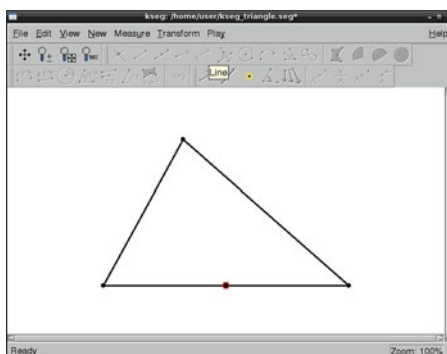 kseg: /home/user/kseg_triangle.seg*
File Edit View New Measure Transform Play Help
Line
Ready Zoom: 100%